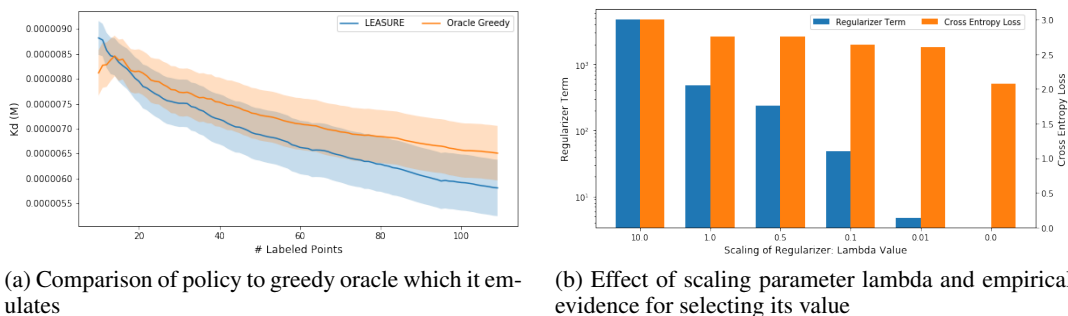 LEASURE Oracle Greedy
0.0000090
0.0000085
0.0000080
0.0000075
0.0000070
0.0000065
0.0000060
0.0000055
Kd (M)
20 40 60 80 100
# Labeled Points
Regularizer Term Cross Entropy Loss
10³
10²
10¹
Regularizer Term
3.0
2.5
2.0
1.5
1.0
0.5
0.0
Cross Entropy Loss
10.0 1.0 0.5 0.1 0.01 0.0
Scaling of Regularizer: Lambda Value
(a) Comparison of policy to greedy oracle which it em-
ulates
(b) Effect of scaling parameter lambda and empirical
evidence for selecting its value